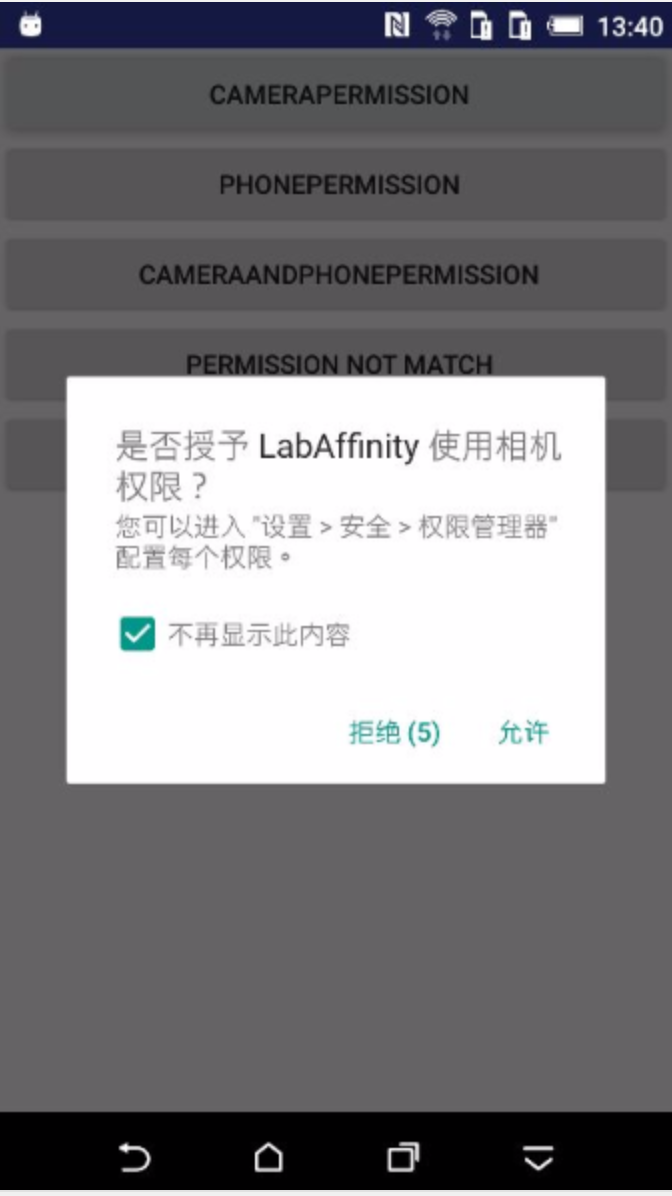 13:40
CAMERAPERMISSION
PHONEPERMISSION
CAMERAANDPHONEPERMISSION
PERMISSION NOT MATCH
是否授予 LabAffinity 使用相机
权限？
您可以进入 "设置 > 安全 > 权限管理器"
配置每个权限。
不再显示此内容
拒绝 (5) 允许